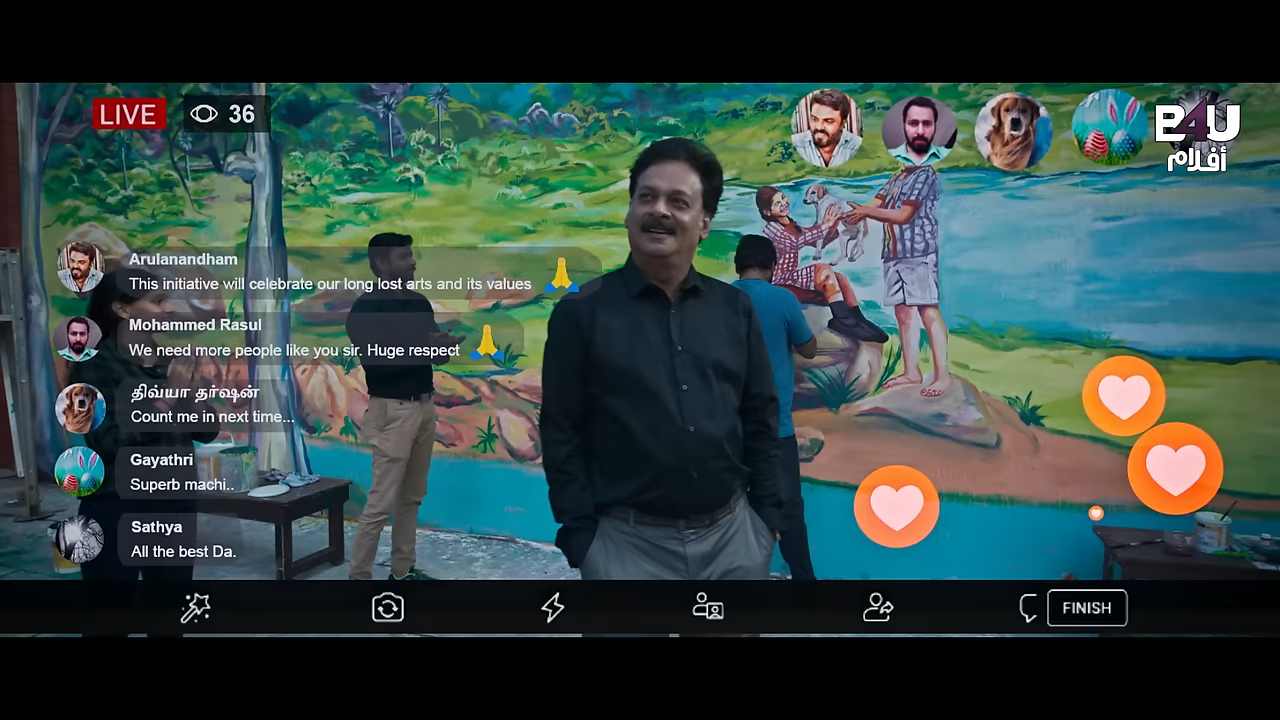 LIVE
36
B4U
أفلام
Arulanandham
This initiative will celebrate our long lost arts and its values 🙏
Mohammed Rasul
We need more people like you sir. Huge respect 🙏
திவ்யா தர்ஷன்
Count me in next time...
Gayathri
Superb machi..
Sathya
All the best Da.
FINISH